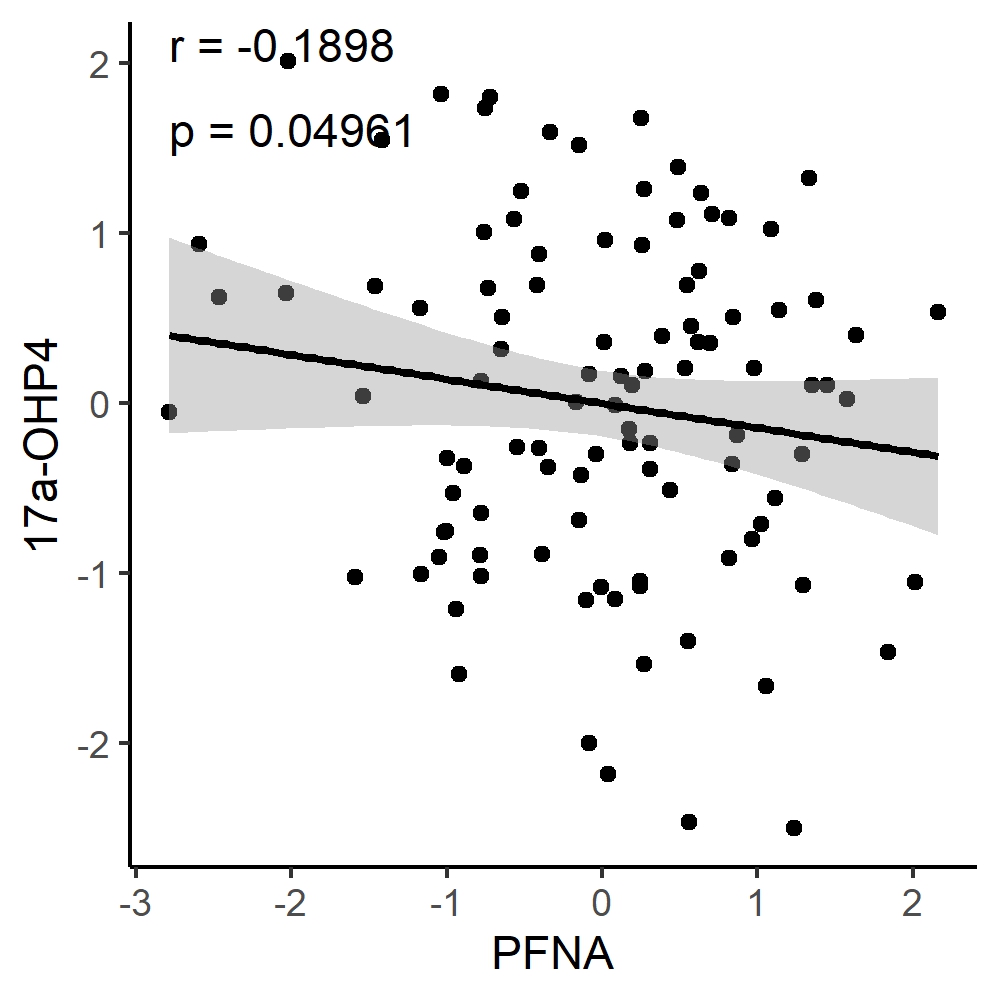 r = -0.1898
p = 0.04961
17a-OHP4
2
1
0
-1
-2
-3 -2 -1 0 1 2
PFNA